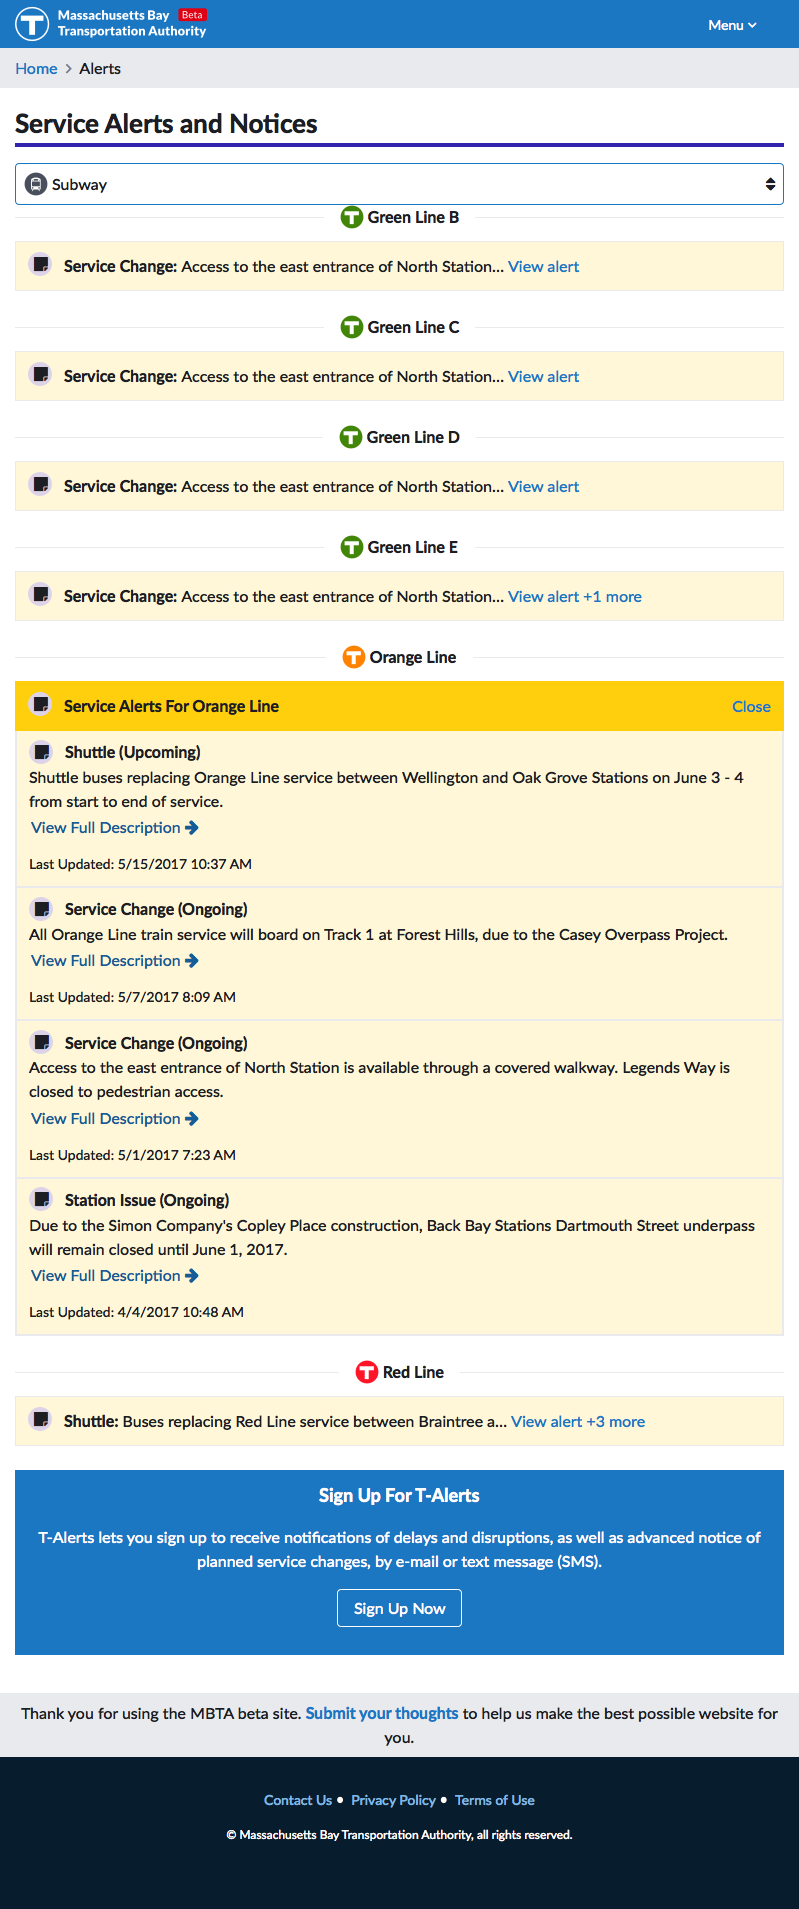 Massachusetts Bay Beta
Transportation Authority
Menu
Home > Alerts
Service Alerts and Notices
Subway
T Green Line B
Service Change: Access to the east entrance of North Station... View alert
T Green Line C
Service Change: Access to the east entrance of North Station... View alert
T Green Line D
Service Change: Access to the east entrance of North Station... View alert
T Green Line E
Service Change: Access to the east entrance of North Station... View alert +1 more
T Orange Line
Service Alerts For Orange Line Close
Shuttle (Upcoming)
Shuttle buses replacing Orange Line service between Wellington and Oak Grove Stations on June 3 - 4
from start to end of service.
View Full Description
Last Updated: 5/15/2017 10:37 AM
Service Change (Ongoing)
All Orange Line train service will board on Track 1 at Forest Hills, due to the Casey Overpass Project.
View Full Description
Last Updated: 5/7/2017 8:09 AM
Service Change (Ongoing)
Access to the east entrance of North Station is available through a covered walkway. Legends Way is
closed to pedestrian access.
View Full Description
Last Updated: 5/1/2017 7:23 AM
Station Issue (Ongoing)
Due to the Simon Company's Copley Place construction, Back Bay Stations Dartmouth Street underpass
will remain closed until June 1, 2017.
View Full Description
Last Updated: 4/4/2017 10:48 AM
T Red Line
Shuttle: Buses replacing Red Line service between Braintree a... View alert +3 more
Sign Up For T-Alerts
T-Alerts lets you sign up to receive notifications of delays and disruptions, as well as advanced notice of
planned service changes, by e-mail or text message (SMS).
Sign Up Now
Thank you for using the MBTA beta site. Submit your thoughts to help us make the best possible website for
you.
Contact Us • Privacy Policy • Terms of Use
© Massachusetts Bay Transportation Authority, all rights reserved.